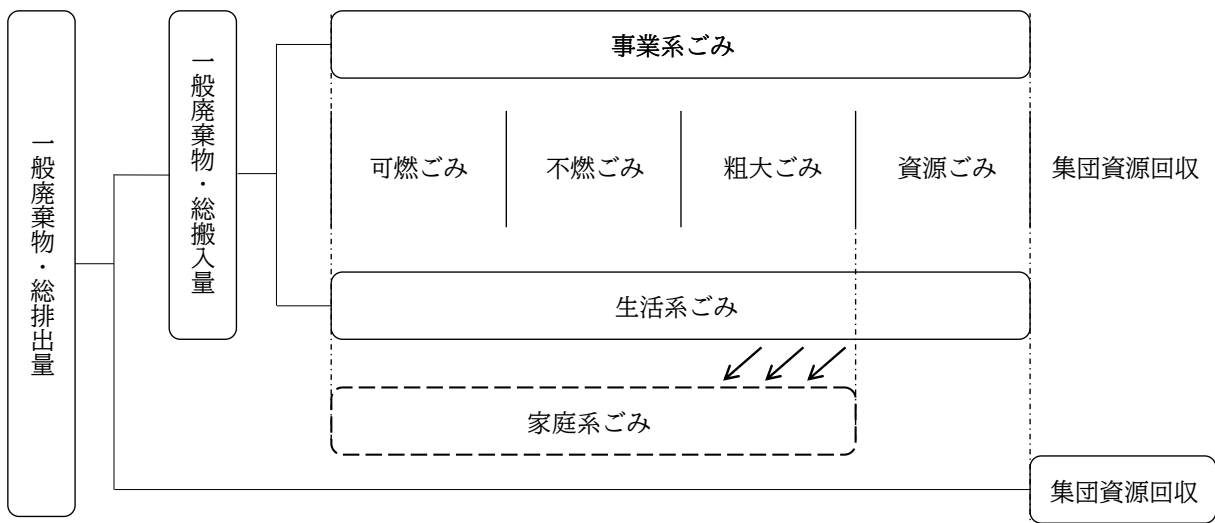 一般廃棄物・総排出量
一般廃棄物・総搬入量
事業系ごみ
可燃ごみ
不燃ごみ
粗大ごみ
資源ごみ
集団資源回収
生活系ごみ
家庭系ごみ
集団資源回収